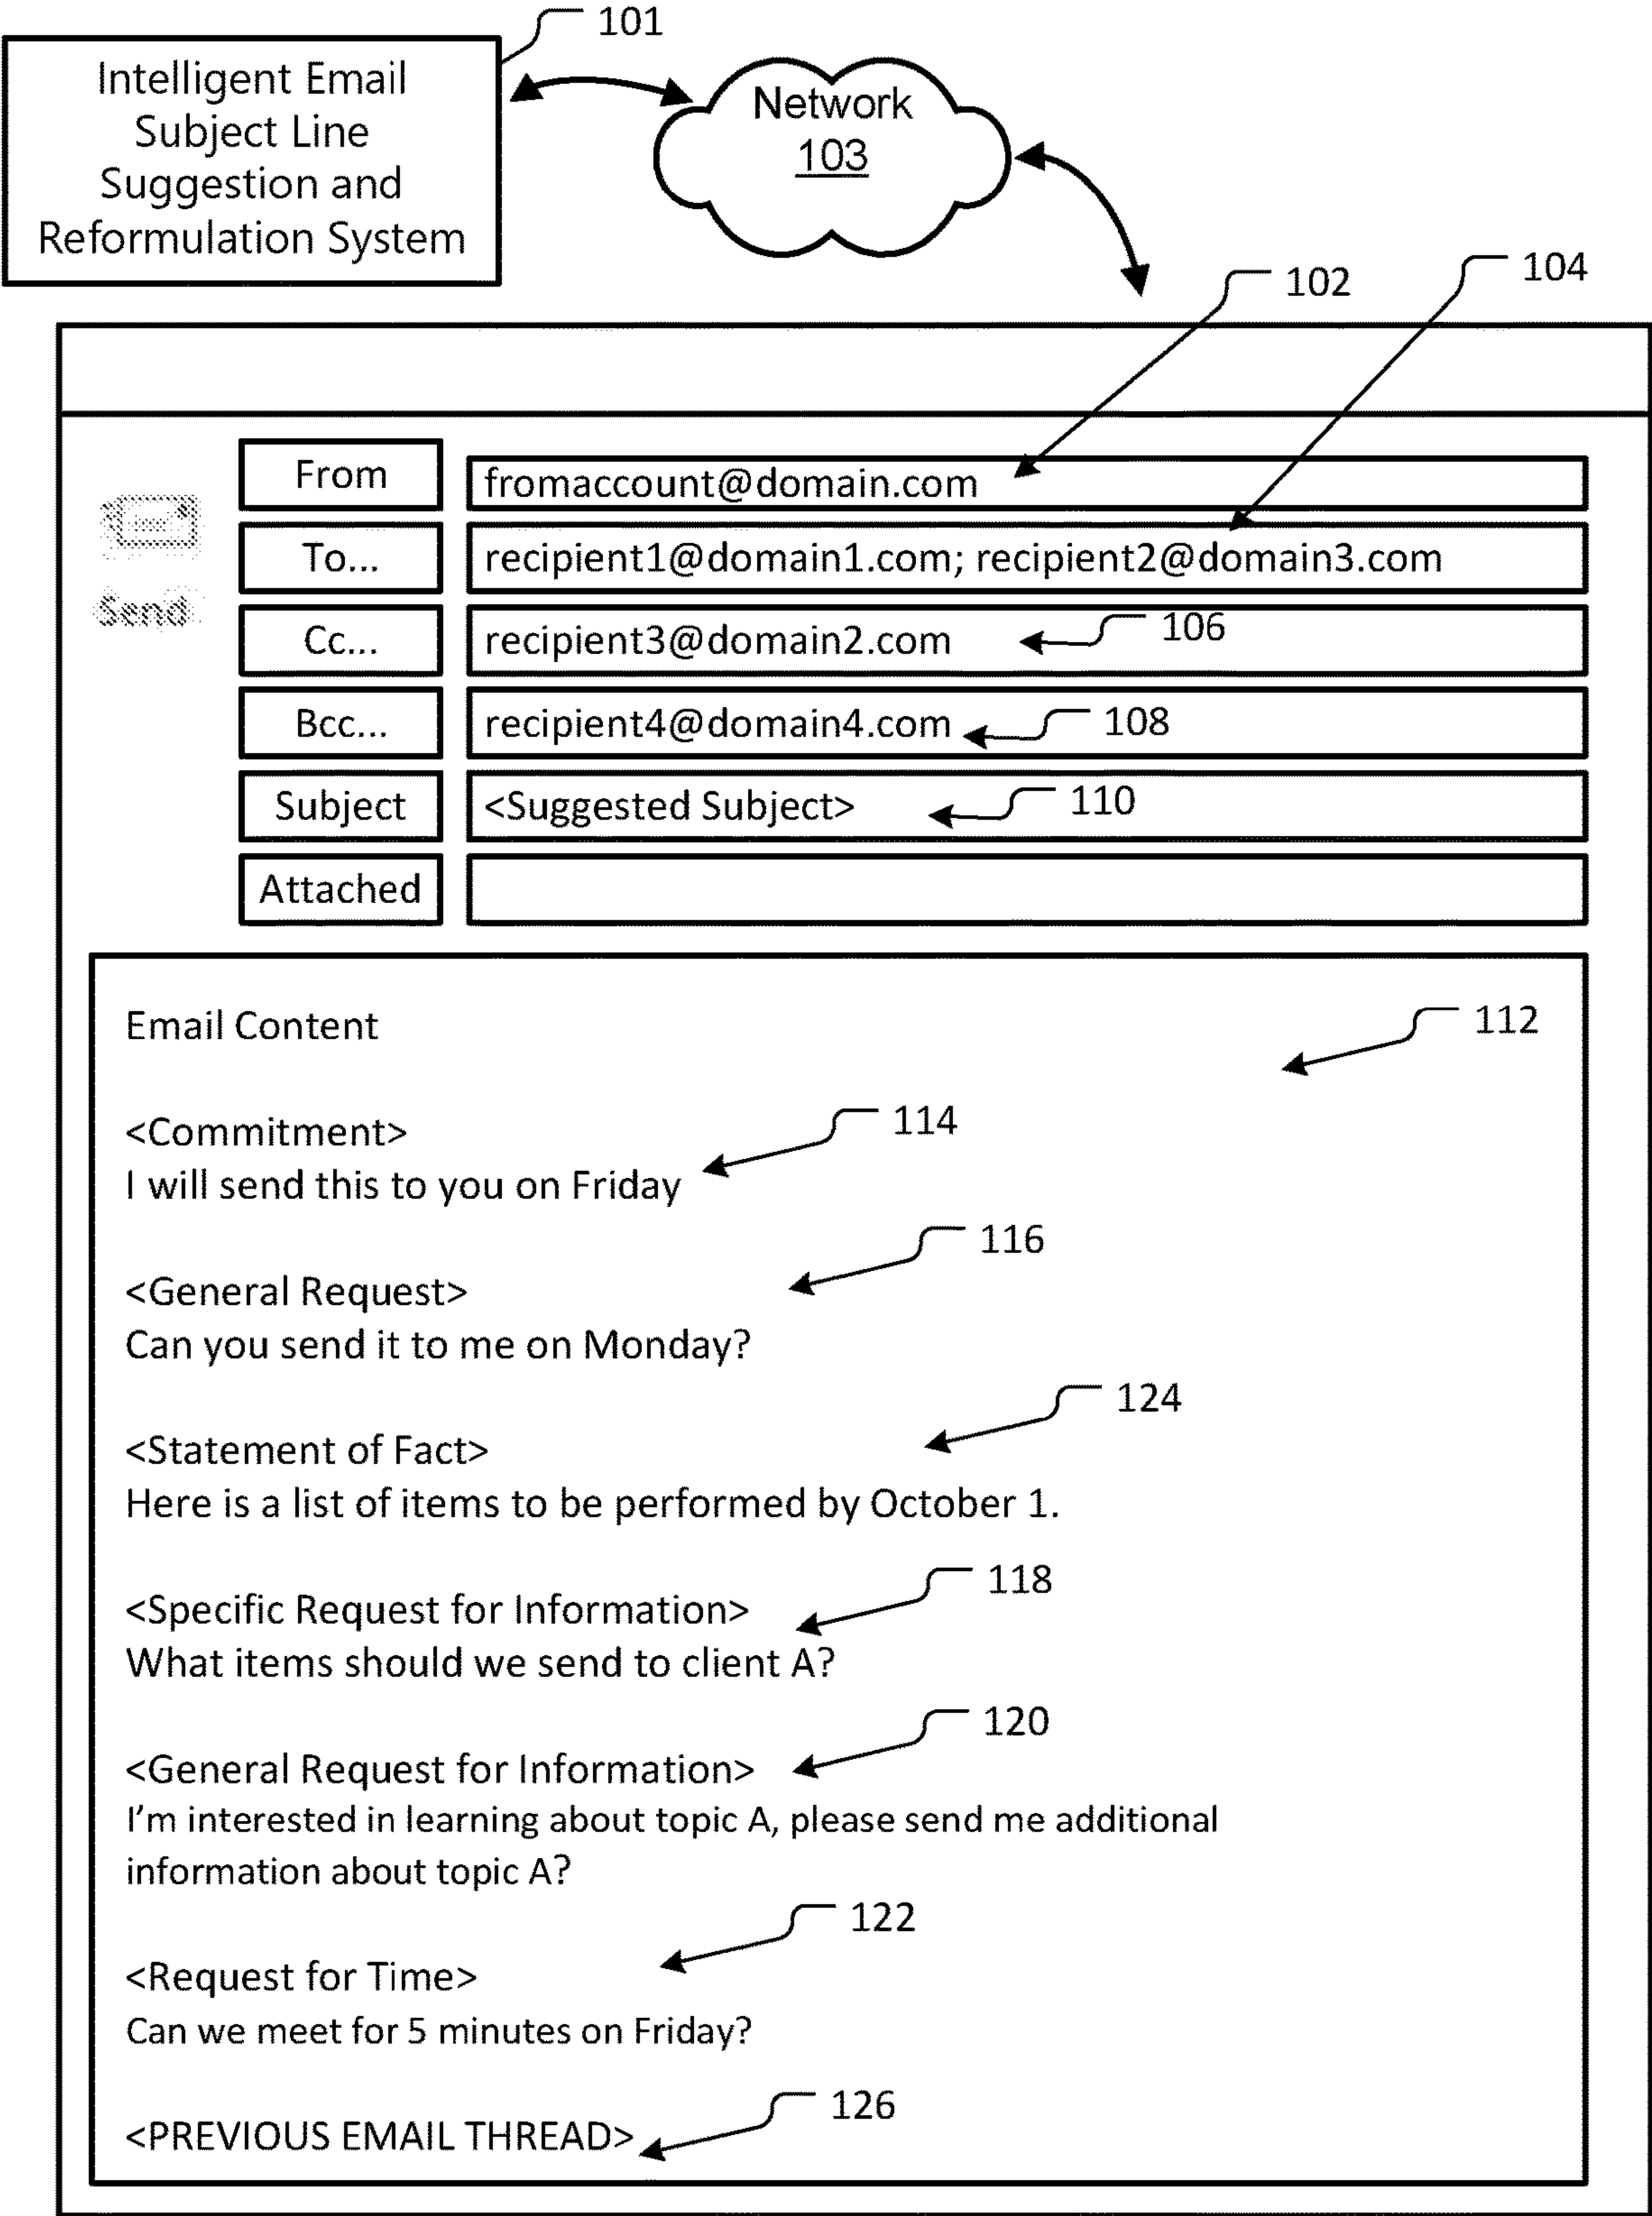 101
Intelligent Email
Subject Line
Suggestion and
Reformulation System
Network
103
102
104
From
fromaccount@domain.com
Send
To...
recipient1@domain1.com; recipient2@domain3.com
Cc...
recipient3@domain2.com
106
Bcc...
recipient4@domain4.com
108
Subject
<Suggested Subject>
110
Attached
Email Content
112
<Commitment>
114
I will send this to you on Friday
116
<General Request>
Can you send it to me on Monday?
124
<Statement of Fact>
Here is a list of items to be performed by October 1.
118
<Specific Request for Information>
What items should we send to client A?
120
<General Request for Information>
I'm interested in learning about topic A, please send me additional
information about topic A?
122
<Request for Time>
Can we meet for 5 minutes on Friday?
126
<PREVIOUS EMAIL THREAD>